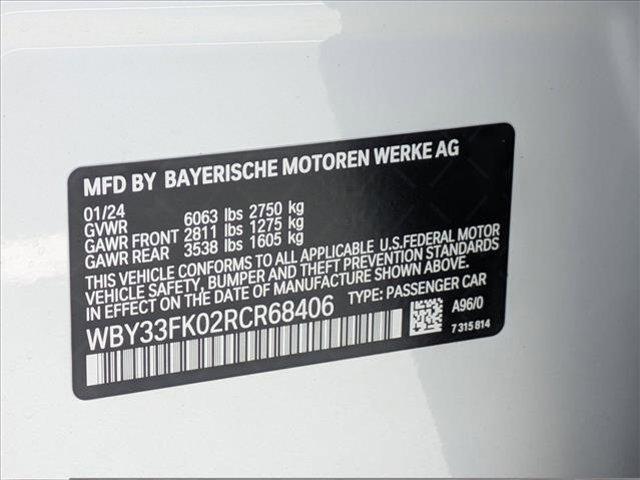 MFD BY BAYERISCHE MOTOREN WERKE AG
01/24
GVWR 6063 lbs 2750 kg
GAWR FRONT 2811 lbs 1275 kg
GAWR REAR 3538 lbs 1605 kg
THIS VEHICLE CONFORMS TO ALL APPLICABLE U.S.FEDERAL MOTOR
VEHICLE SAFETY, BUMPER AND THEFT PREVENTION STANDARDS
IN EFFECT ON THE DATE OF MANUFACTURE SHOWN ABOVE.
WBY33FK02RCR68406 TYPE: PASSENGER CAR
A96/0
7 315 814